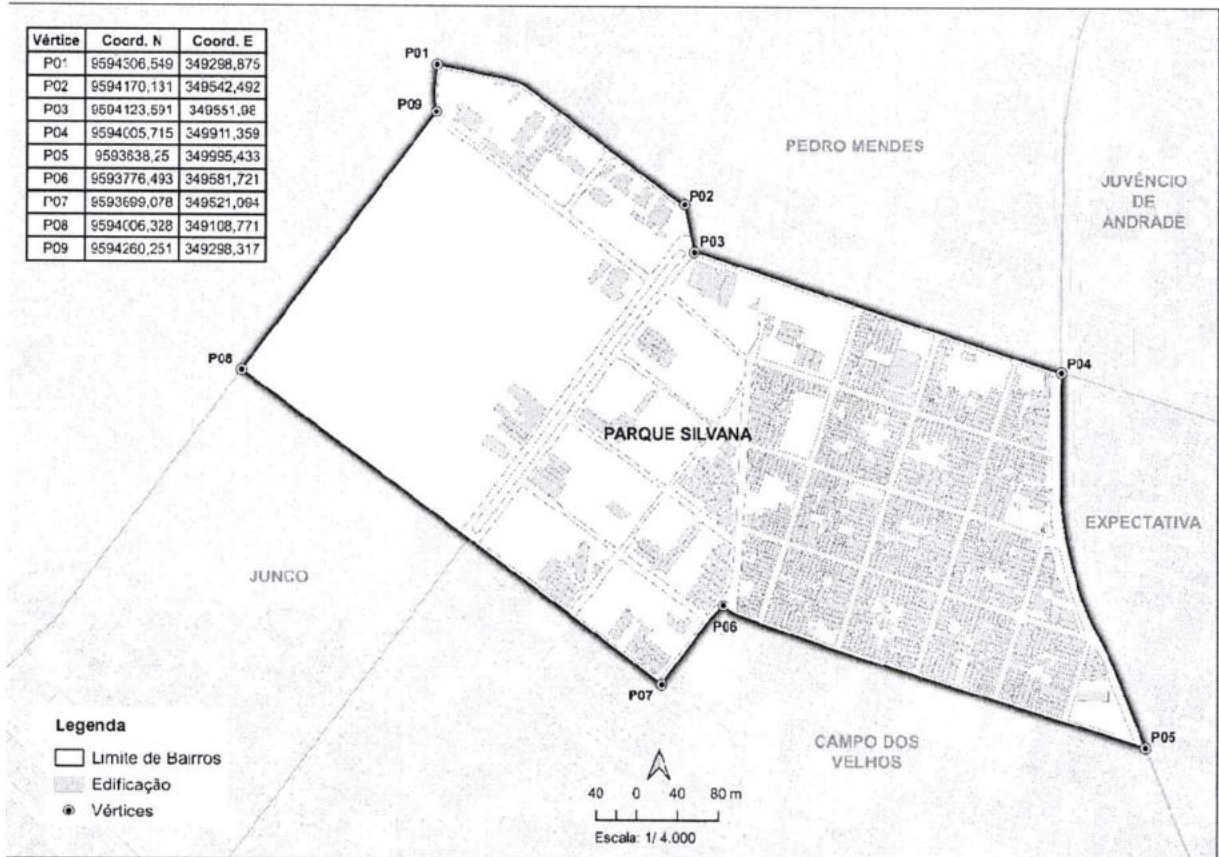 Vértice Coord. N Coord. E
P01 9594306,549 349298,875
P02 9594170,131 349542,492
P03 9594123,591 349551,98
P04 9594005,715 349911,359
P05 9593638,25 349995,433
P06 9593776,493 349581,721
P07 9593699,078 349521,094
P08 9594006,328 349108,771
P09 9594260,251 349298,317
P01
P09
PEDRO MENDES
JUVÊNCIO
DE
ANDRADE
P02
P03
P08
P04
PARQUE SILVANA
EXPECTATIVA
JUNCO
P06
P07
CAMPO DOS
VELHOS
P05
Legenda
Limite de Bairros
Edificação
Vértices
40 0 40 80 m
Escala: 1/ 4.000